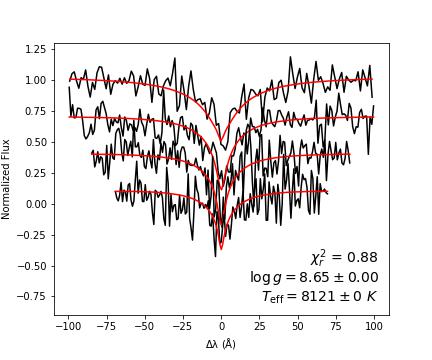 1.25
1.00
0.75
0.50
0.25
0.00
−0.25
−0.50
−0.75
Normalized Flux
χ²ᵣ = 0.88
log g = 8.65 ± 0.00
T_eff = 8121 ± 0 K
−100 −75 −50 −25 0 25 50 75 100
Δλ (Å)